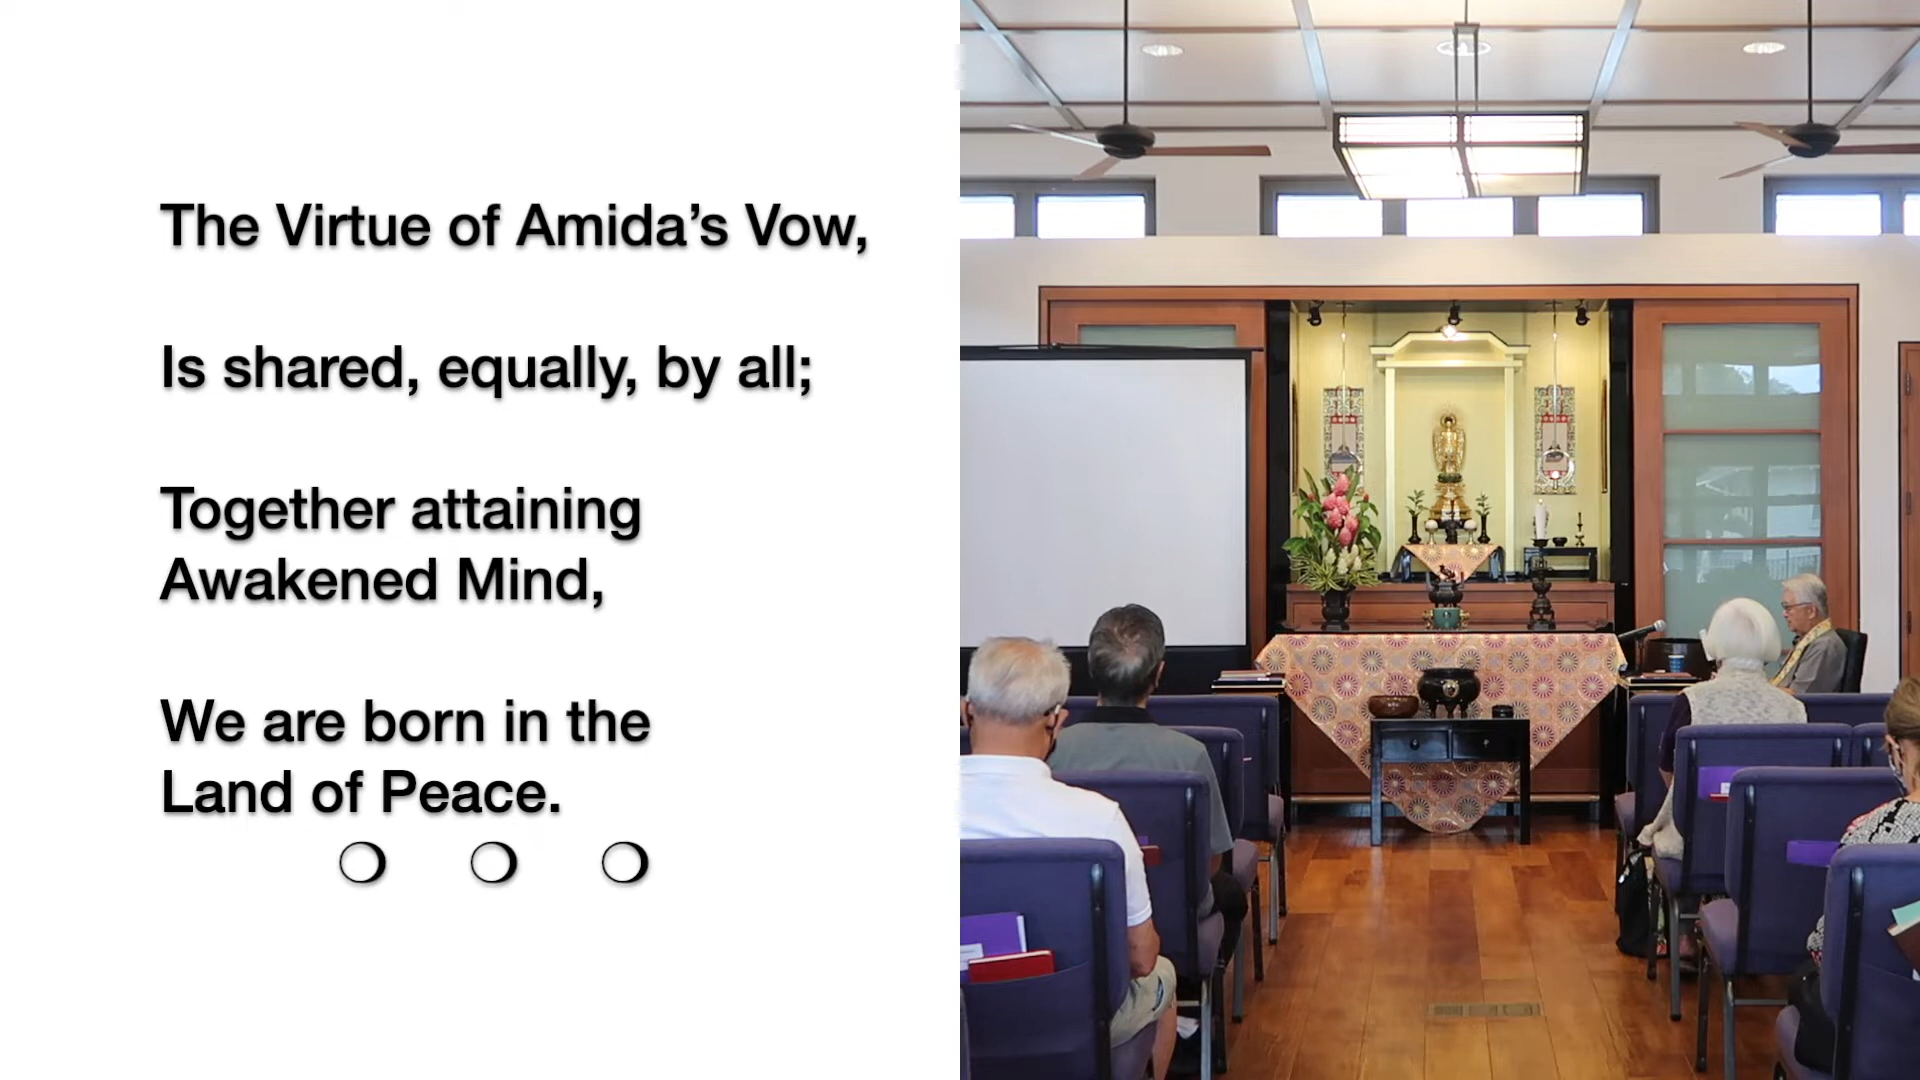 The Virtue of Amida’s Vow,
Is shared, equally, by all;
Together attaining
Awakened Mind,
We are born in the
Land of Peace.
❍ ❍ ❍